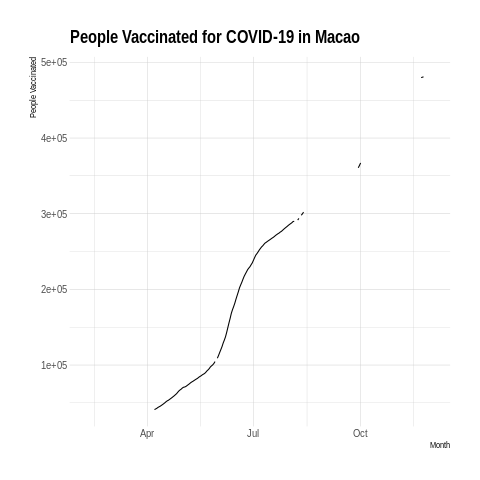 People Vaccinated for COVID-19 in Macao
People Vaccinated
5e+05
4e+05
3e+05
2e+05
1e+05
Apr Jul Oct
Month